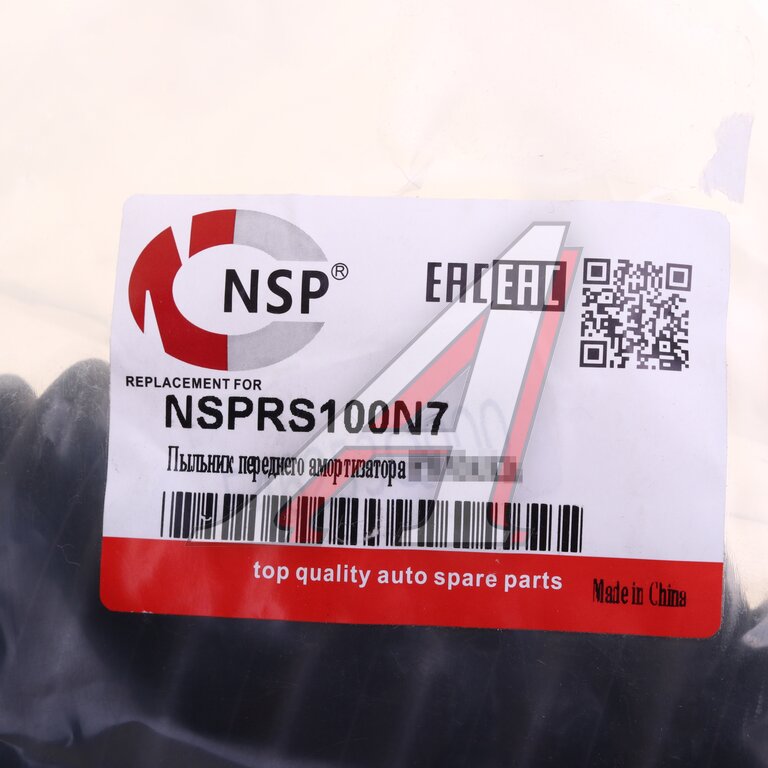 NSP®
EAC EAC
REPLACEMENT FOR
NSPRS100N7
Пыльник переднего амортизатора
top quality auto spare parts
Made in China